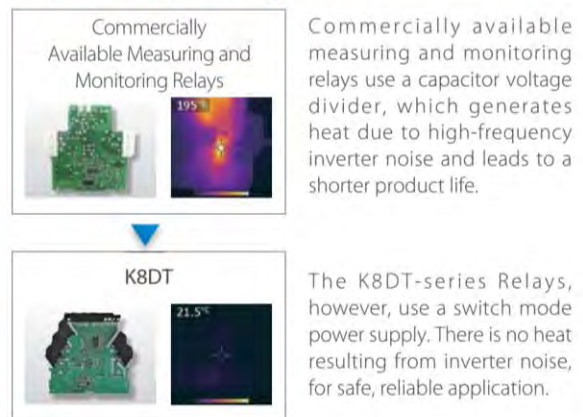 Commercially
Available Measuring and
Monitoring Relays
195°C
Commercially available
measuring and monitoring
relays use a capacitor voltage
divider, which generates
heat due to high-frequency
inverter noise and leads to a
shorter product life.
K8DT
21.5°C
The K8DT-series Relays,
however, use a switch mode
power supply. There is no heat
resulting from inverter noise,
for safe, reliable application.